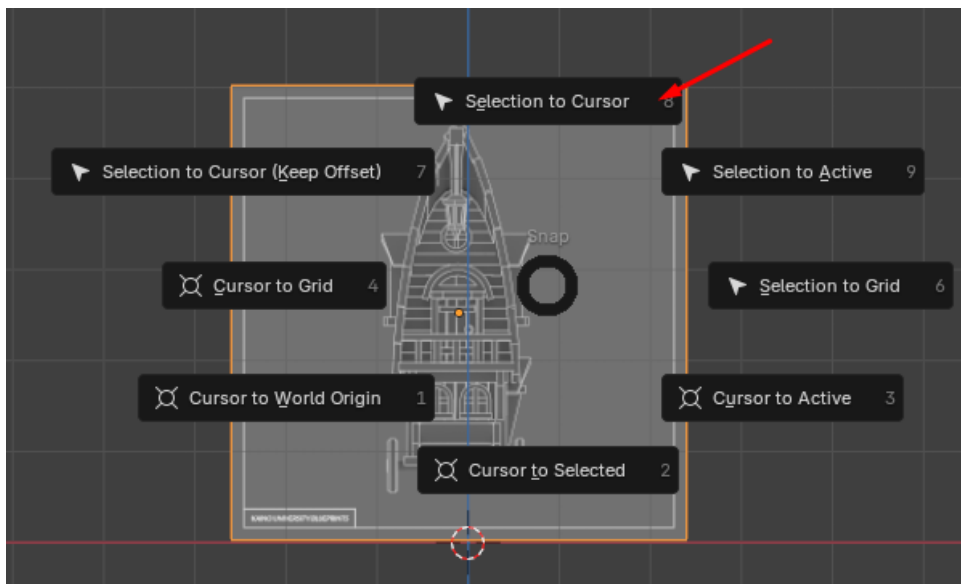 Selection to Cursor 8
Selection to Cursor (Keep Offset) 7
Selection to Active 9
Snap
Cursor to Grid 4
Selection to Grid 6
Cursor to World Origin 1
Cursor to Active 3
Cursor to Selected 2